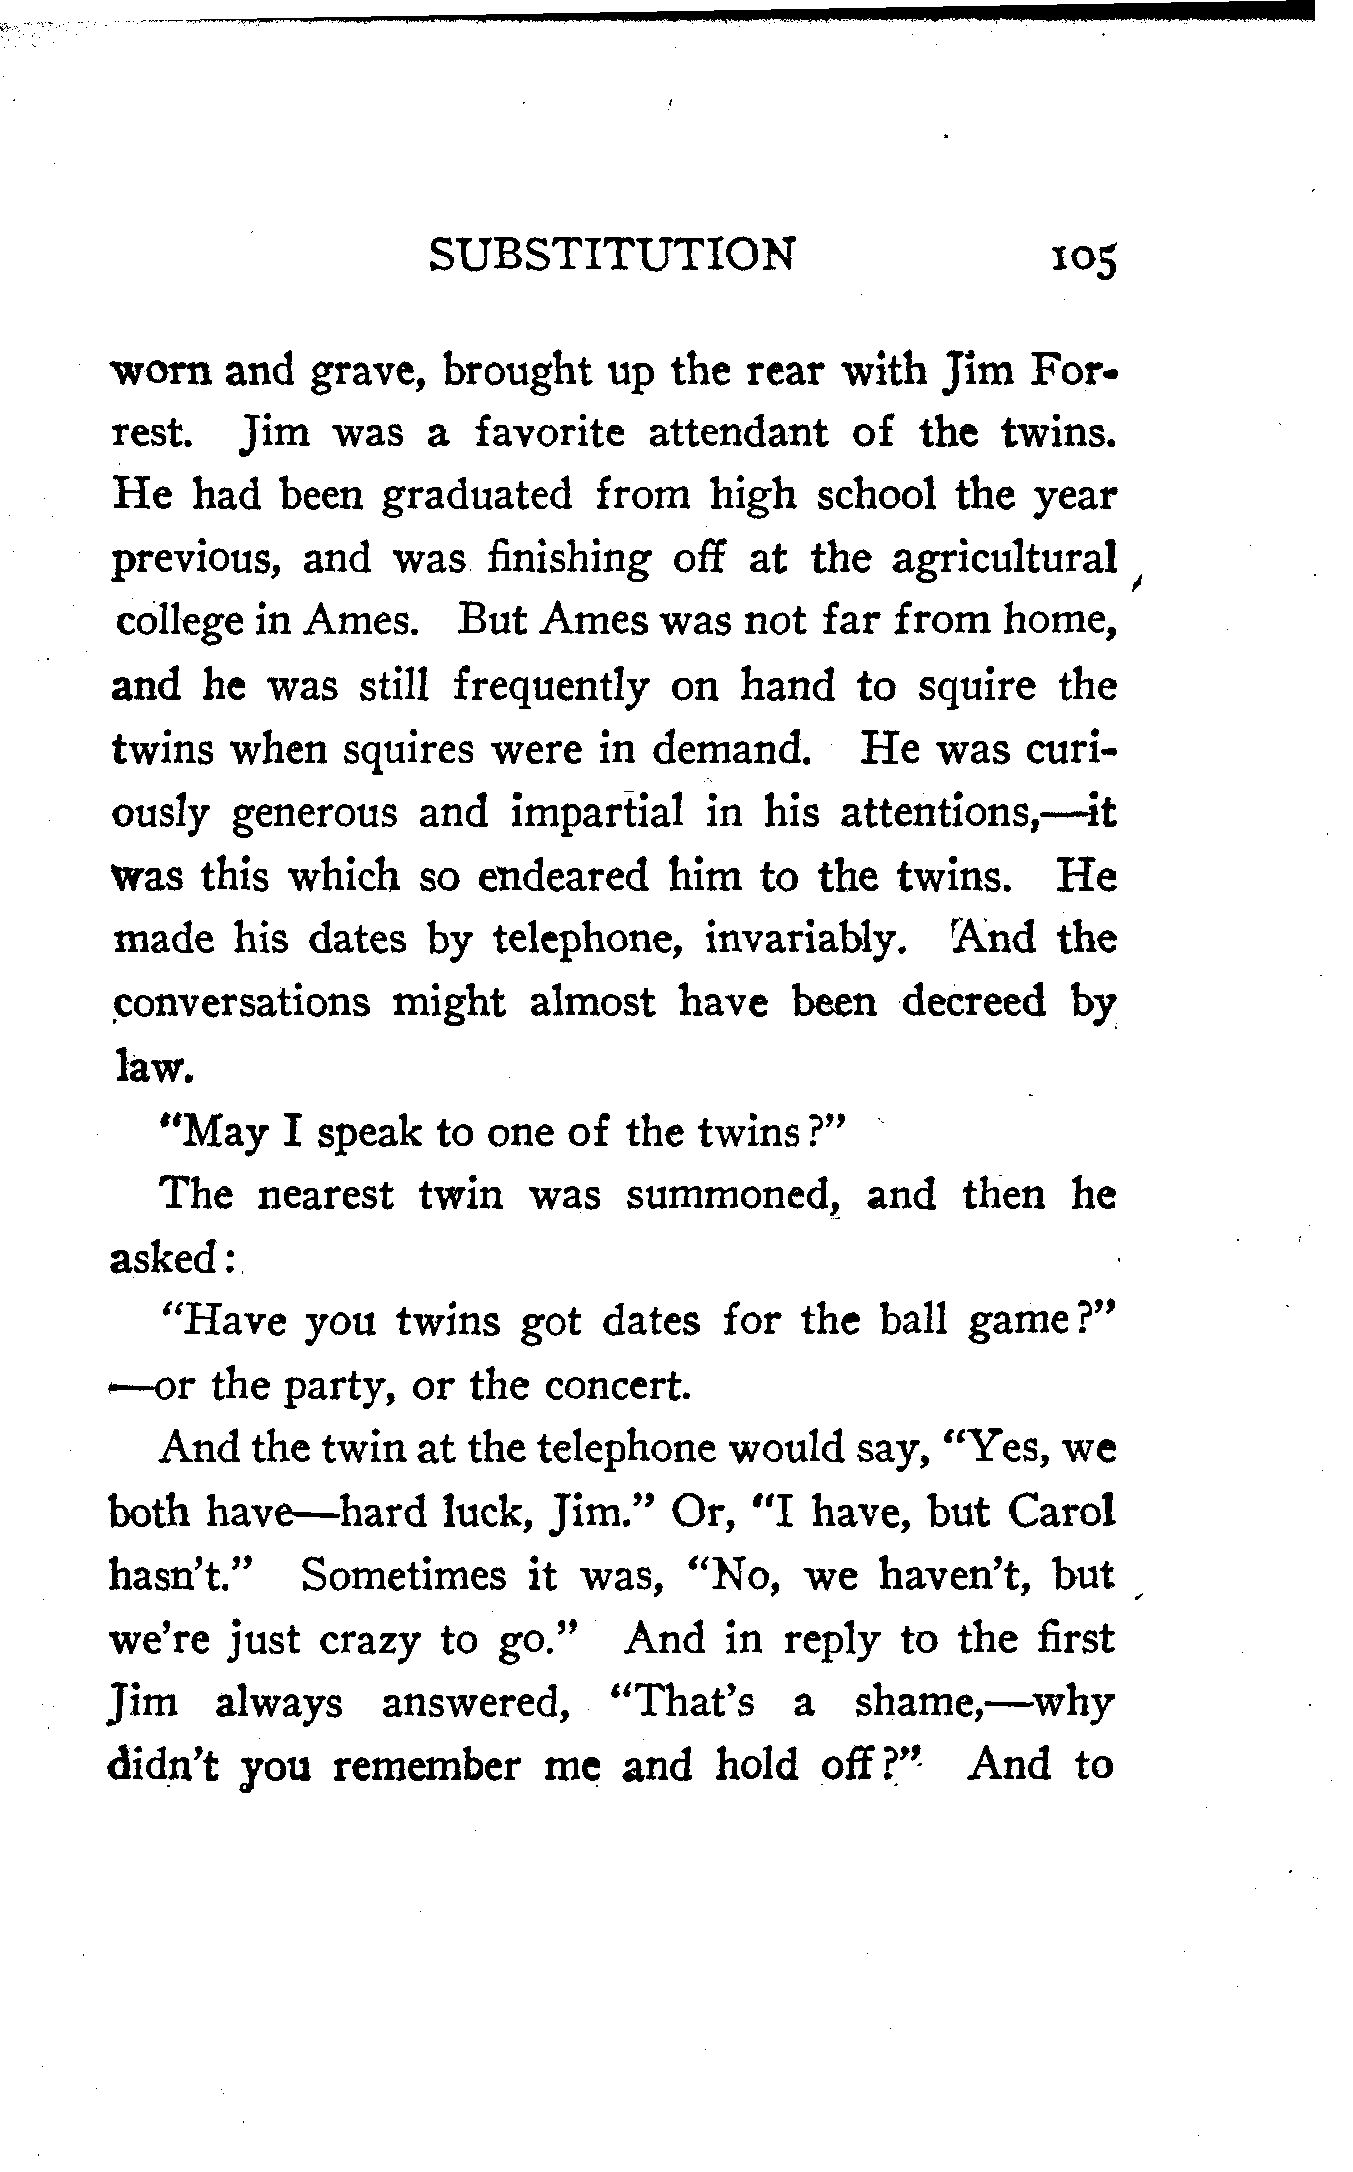 SUBSTITUTION 105
worn and grave, brought up the rear with Jim For-
rest. Jim was a favorite attendant of the twins.
He had been graduated from high school the year
previous, and was finishing off at the agricultural
college in Ames. But Ames was not far from home,
and he was still frequently on hand to squire the
twins when squires were in demand. He was curi-
ously generous and impartial in his attentions,—it
was this which so endeared him to the twins. He
made his dates by telephone, invariably. And the
conversations might almost have been decreed by
law.
"May I speak to one of the twins?"
The nearest twin was summoned, and then he
asked:
"Have you twins got dates for the ball game?"
—or the party, or the concert.
And the twin at the telephone would say, "Yes, we
both have—hard luck, Jim." Or, "I have, but Carol
hasn't." Sometimes it was, "No, we haven't, but
we're just crazy to go." And in reply to the first
Jim always answered, "That's a shame,—why
didn't you remember me and hold off?" And to